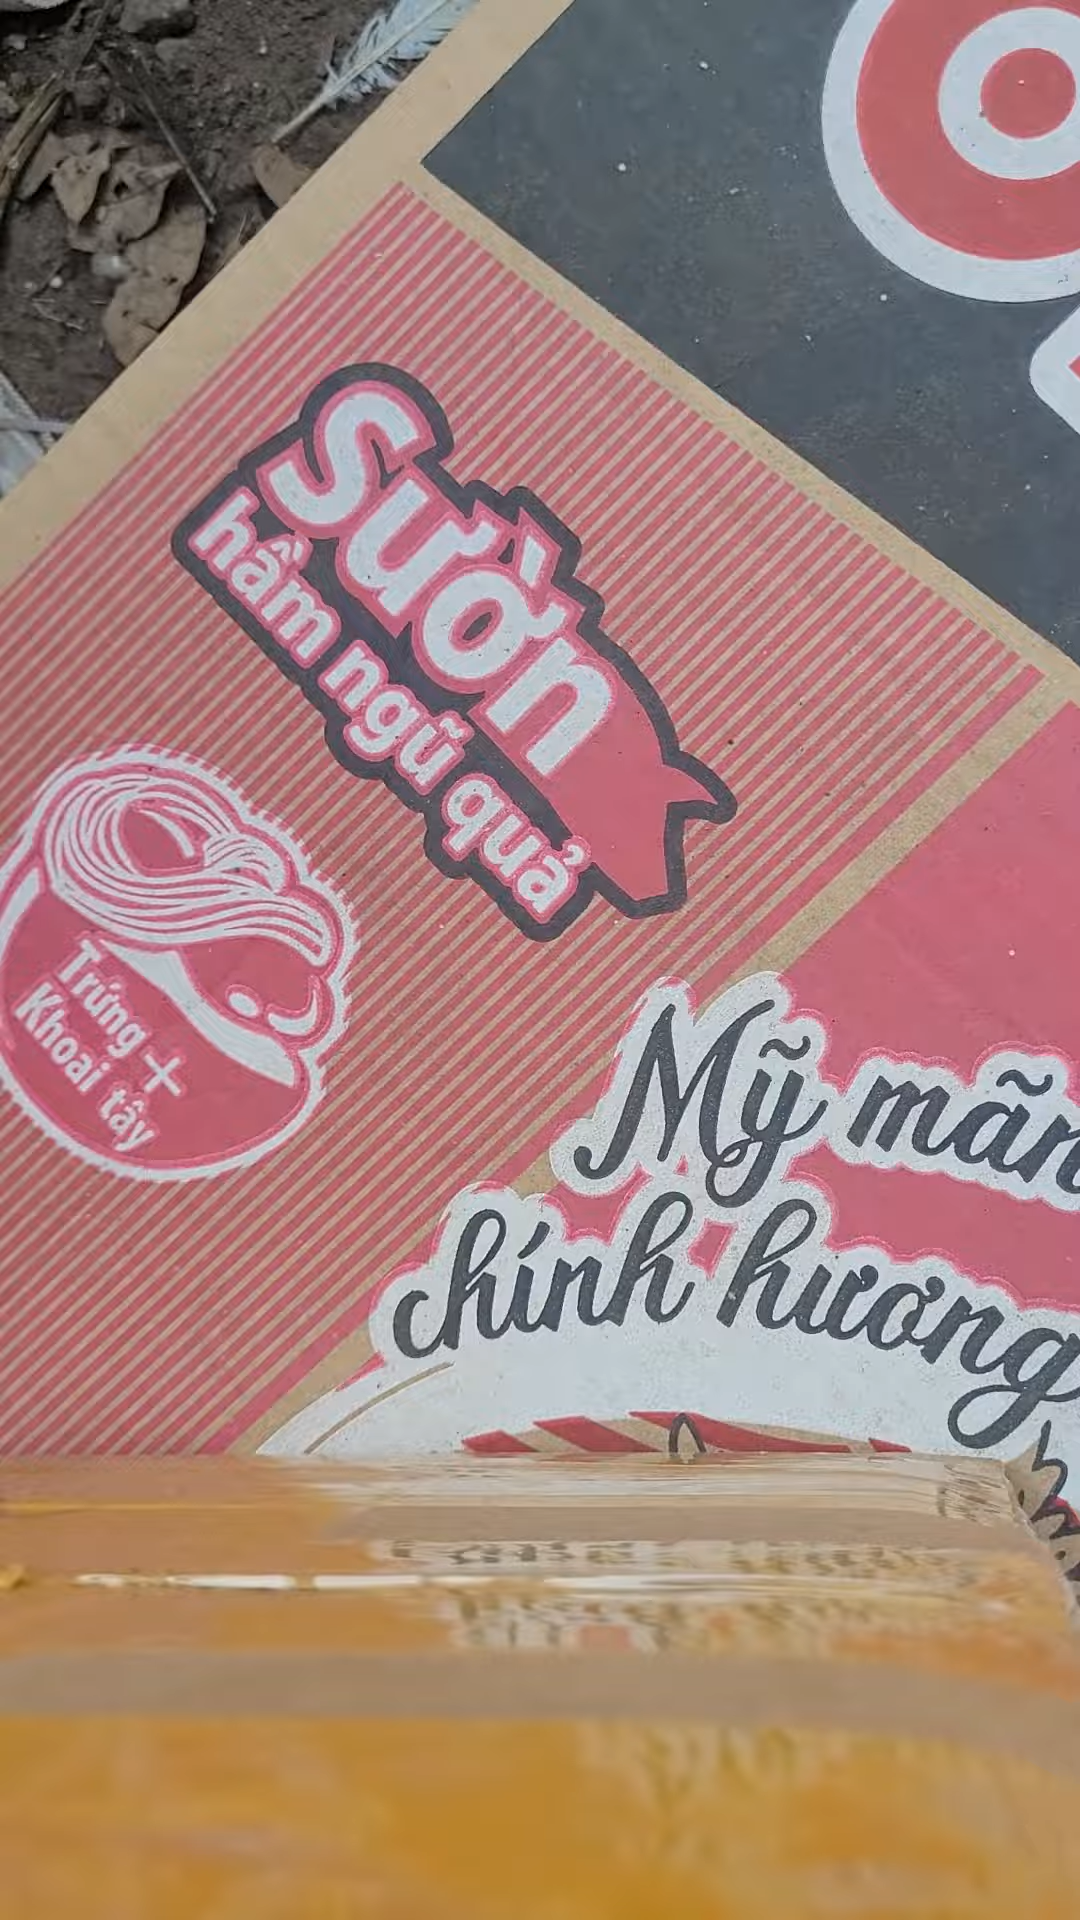 Sườn
hầm ngũ quả
Trứng +
Khoai tây
Mỹ mãn
chính hương